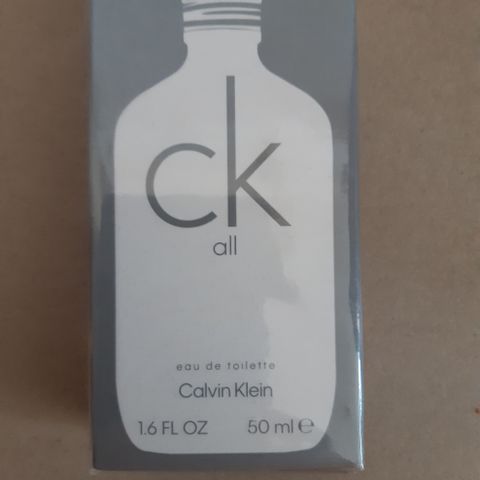 ck
all
eau de toilette
Calvin Klein
1.6 FL OZ 50 ml ℮